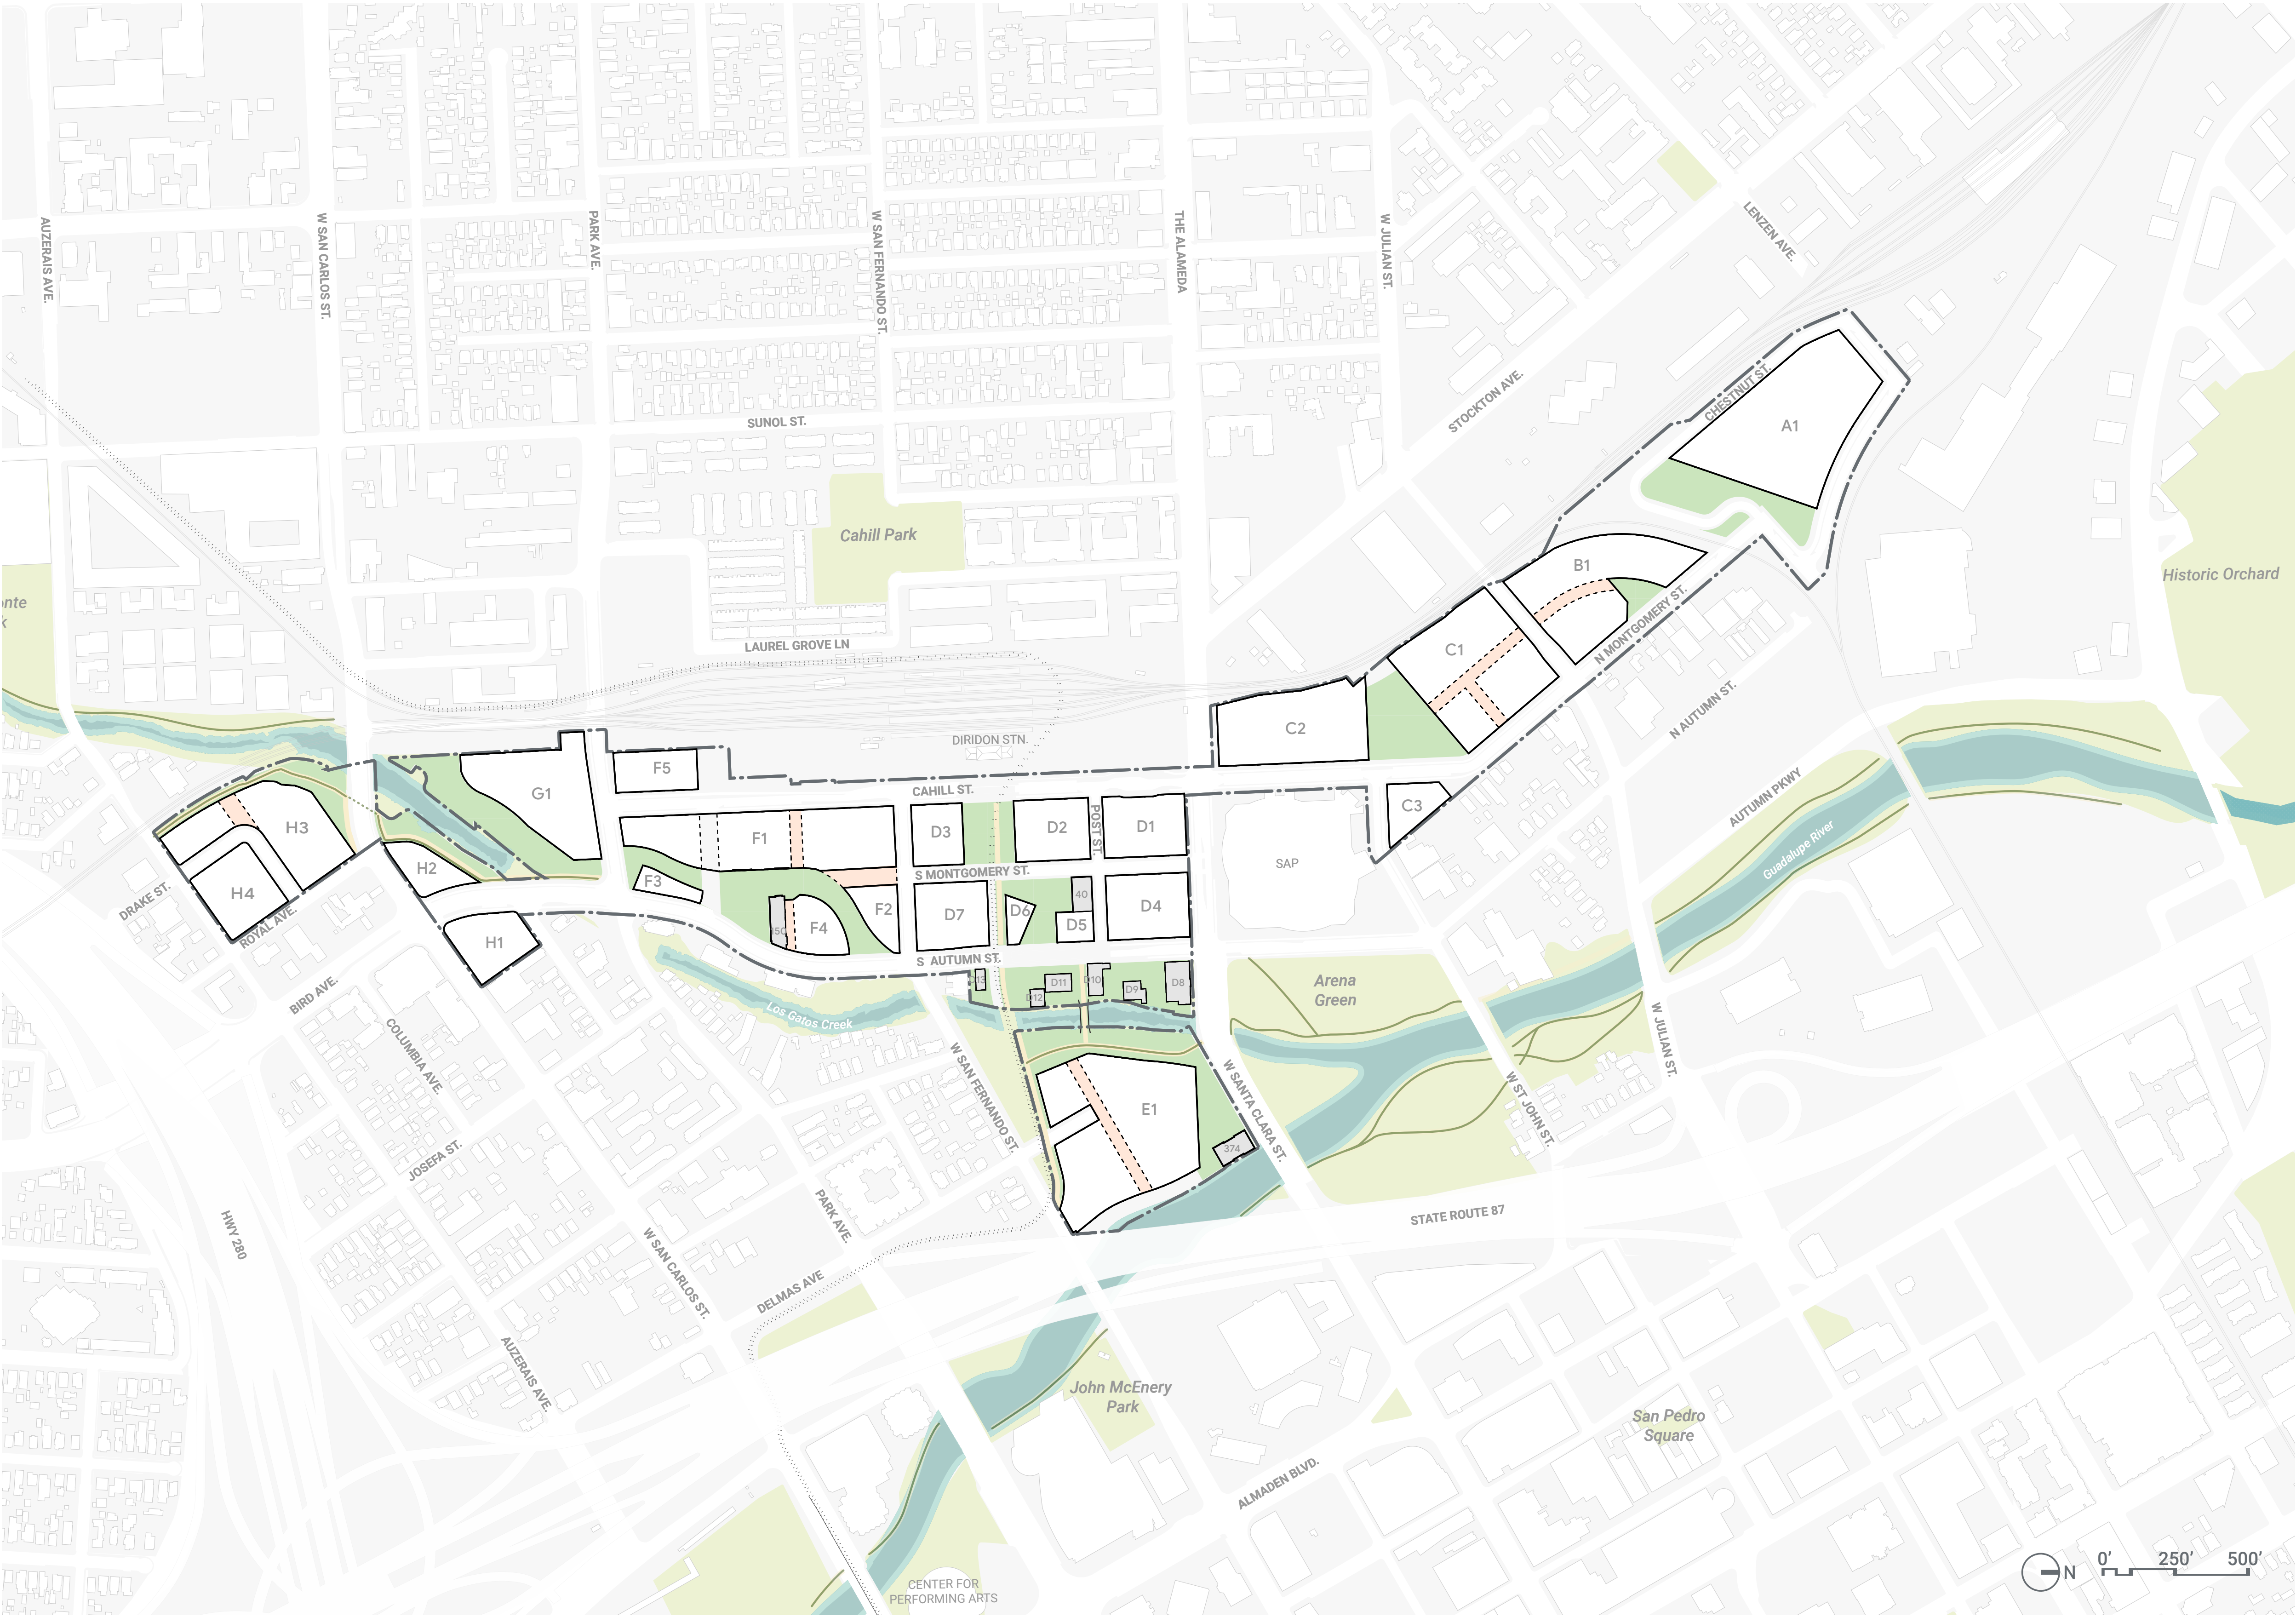 AUZERAIS AVE.
W SAN CARLOS ST.
PARK AVE.
W SAN FERNANDO ST.
THE ALAMEDA
W JULIAN ST.
LENZEN AVE.
STOCKTON AVE.
CHESTNUT ST.
A1
SUNOL ST.
Cahill Park
LAUREL GROVE LN
B1
Historic Orchard
C1
N MONTGOMERY ST.
N AUTUMN ST.
C2
DIRIDON STN.
F5
G1
CAHILL ST.
C3
AUTUMN PKWY
Guadalupe River
H3
F1
D3
D2
POST ST.
D1
SAP
H2
F3
S MONTGOMERY ST.
H4
DRAKE ST.
ROYAL AVE.
H1
F4
F2
D7
D6
40
D5
D4
S AUTUMN ST.
D12
D11
D10
D9
D8
Arena
Green
BIRD AVE.
Los Gatos Creek
COLUMBIA AVE.
W SAN FERNANDO ST.
W SANTA CLARA ST.
W ST JOHN ST.
W JULIAN ST.
E1
374
JOSEFA ST.
HWY 280
PARK AVE.
W SAN CARLOS ST.
STATE ROUTE 87
DELMAS AVE
AUZERAIS AVE.
John McEnery
Park
San Pedro
Square
ALMADEN BLVD.
CENTER FOR
PERFORMING ARTS
N
0' 250' 500'